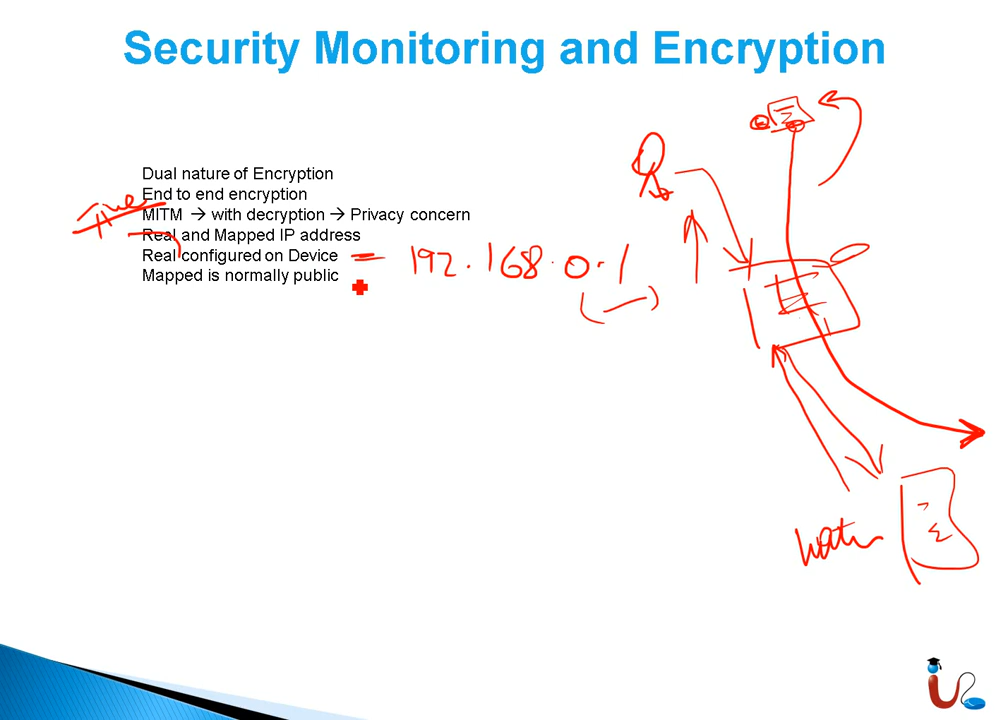 Security Monitoring and Encryption
Dual nature of Encryption
End to end encryption
MITM → with decryption → Privacy concern
Real and Mapped IP address
Real configured on Device = 192.168.0.1
Mapped is normally public